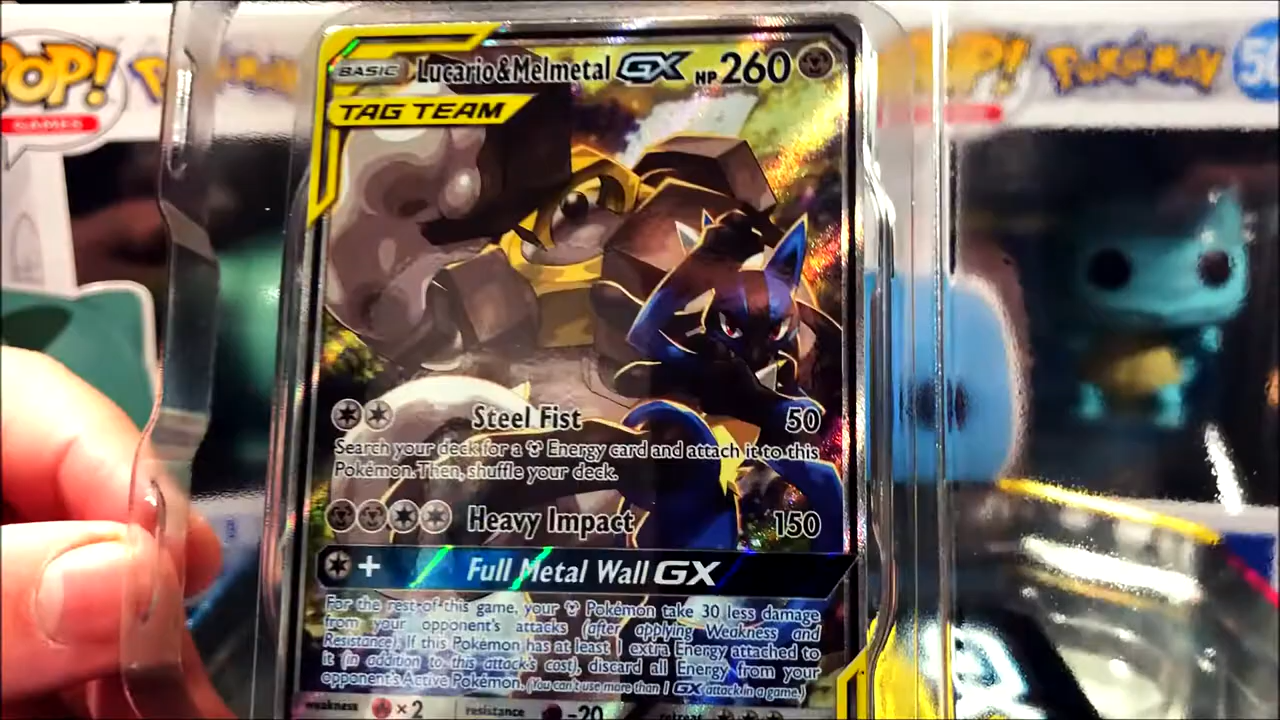 POP!
GAMES
POKéMON
BASIC Lucario&Melmetal GX HP 260
TAG TEAM
Steel Fist 50
Search your deck for a Energy card and attach it to this
Pokémon. Then, shuffle your deck.
Heavy Impact 150
+ Full Metal Wall GX
For the rest of this game, your Pokémon take 30 less damage
from your opponent's attacks (after applying Weakness and
Resistance). If this Pokémon has at least 1 extra Energy attached to
it (in addition to this attack's cost), discard all Energy from your
opponent's Active Pokémon. (You can't use more than 1 GX attack in a game.)
weakness ×2 resistance -20 retreat